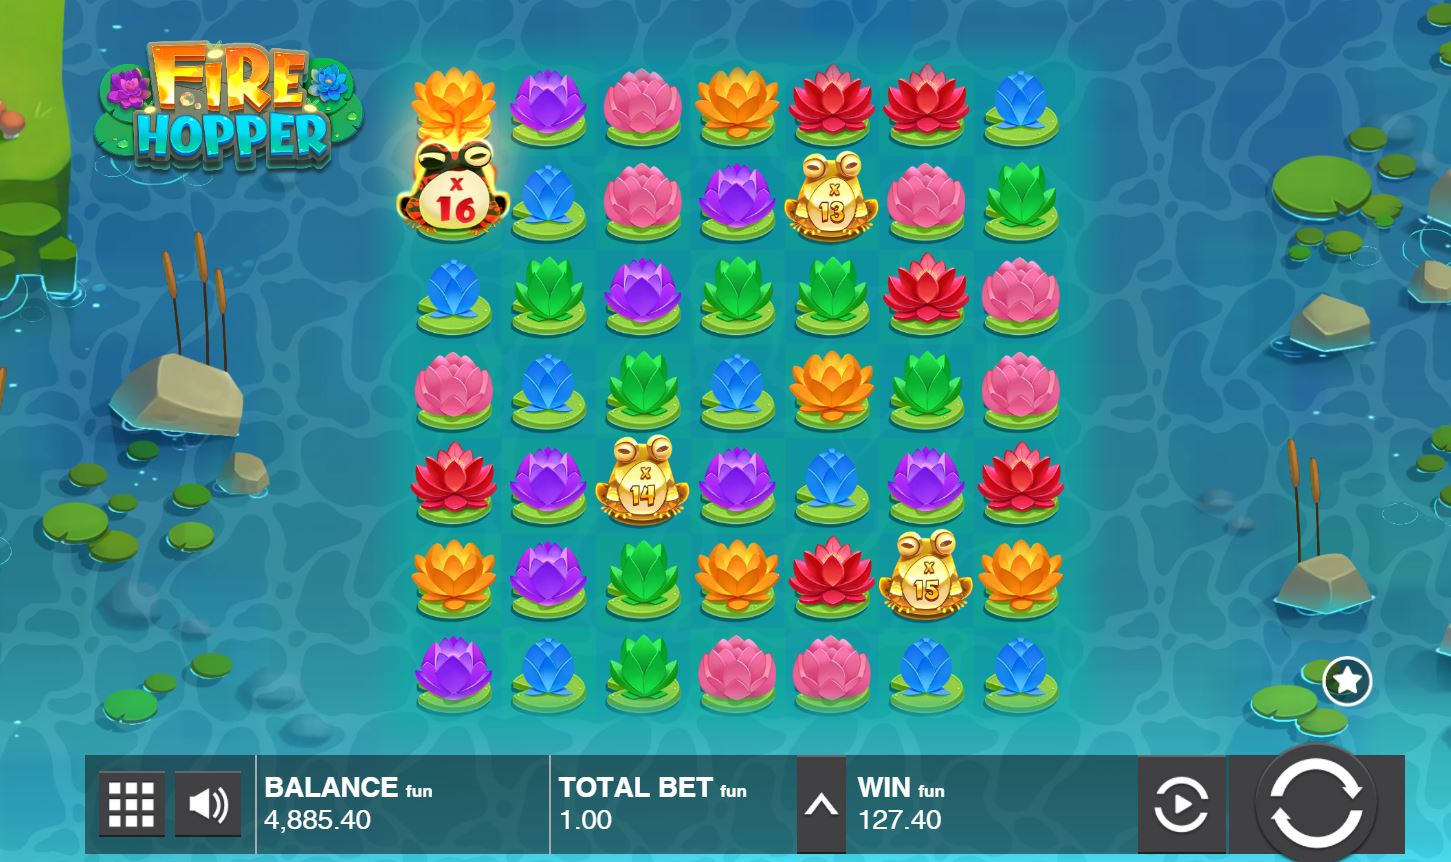 FIRE
HOPPER
x
16
x
13
x
14
x
15
BALANCE fun
4,885.40
TOTAL BET fun
1.00
WIN fun
127.40